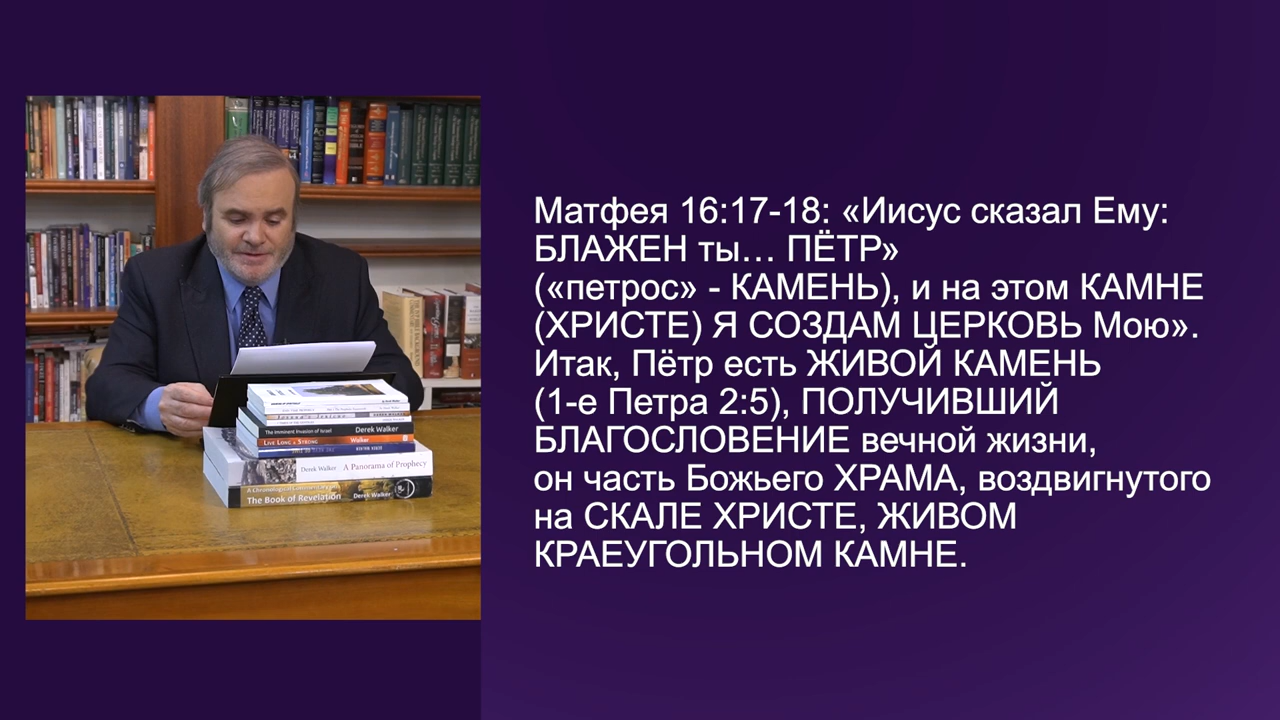 Матфея 16:17-18: «Иисус сказал Ему:
БЛАЖЕН ты… ПЁТР»
(«петрос» - КАМЕНЬ), и на этом КАМНЕ
(ХРИСТЕ) Я СОЗДАМ ЦЕРКОВЬ Мою».
Итак, Пётр есть ЖИВОЙ КАМЕНЬ
(1-е Петра 2:5), ПОЛУЧИВШИЙ
БЛАГОСЛОВЕНИЕ вечной жизни,
он часть Божьего ХРАМА, воздвигнутого
на СКАЛЕ ХРИСТЕ, ЖИВОМ
КРАЕУГОЛЬНОМ КАМНЕ.
The Imminent Invasion of Israel Derek Walker
Live Long & Strong Walker
Derek Walker A Panorama of Prophecy
A Chronological Commentary
The Book of Revelation Derek Walker